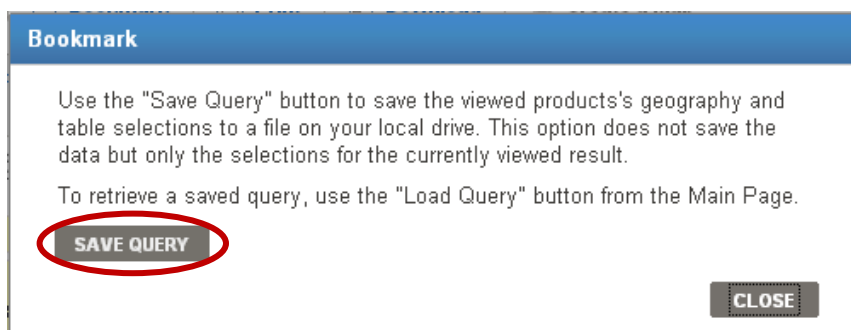 Bookmark
Use the "Save Query" button to save the viewed products's geography and
table selections to a file on your local drive. This option does not save the
data but only the selections for the currently viewed result.
To retrieve a saved query, use the "Load Query" button from the Main Page.
SAVE QUERY
CLOSE